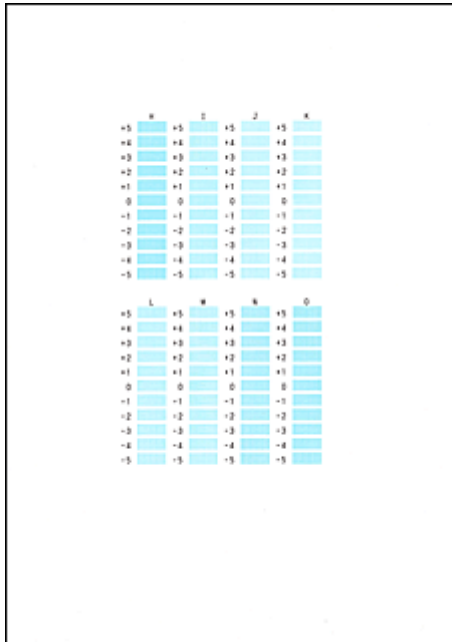 H I J K
+5 +5 +5 +5
+4 +4 +4 +4
+3 +3 +3 +3
+2 +2 +2 +2
+1 +1 +1 +1
0 0 0 0
-1 -1 -1 -1
-2 -2 -2 -2
-3 -3 -3 -3
-4 -4 -4 -4
-5 -5 -5 -5
L M N O
+5 +5 +5 +5
+4 +4 +4 +4
+3 +3 +3 +3
+2 +2 +2 +2
+1 +1 +1 +1
0 0 0 0
-1 -1 -1 -1
-2 -2 -2 -2
-3 -3 -3 -3
-4 -4 -4 -4
-5 -5 -5 -5